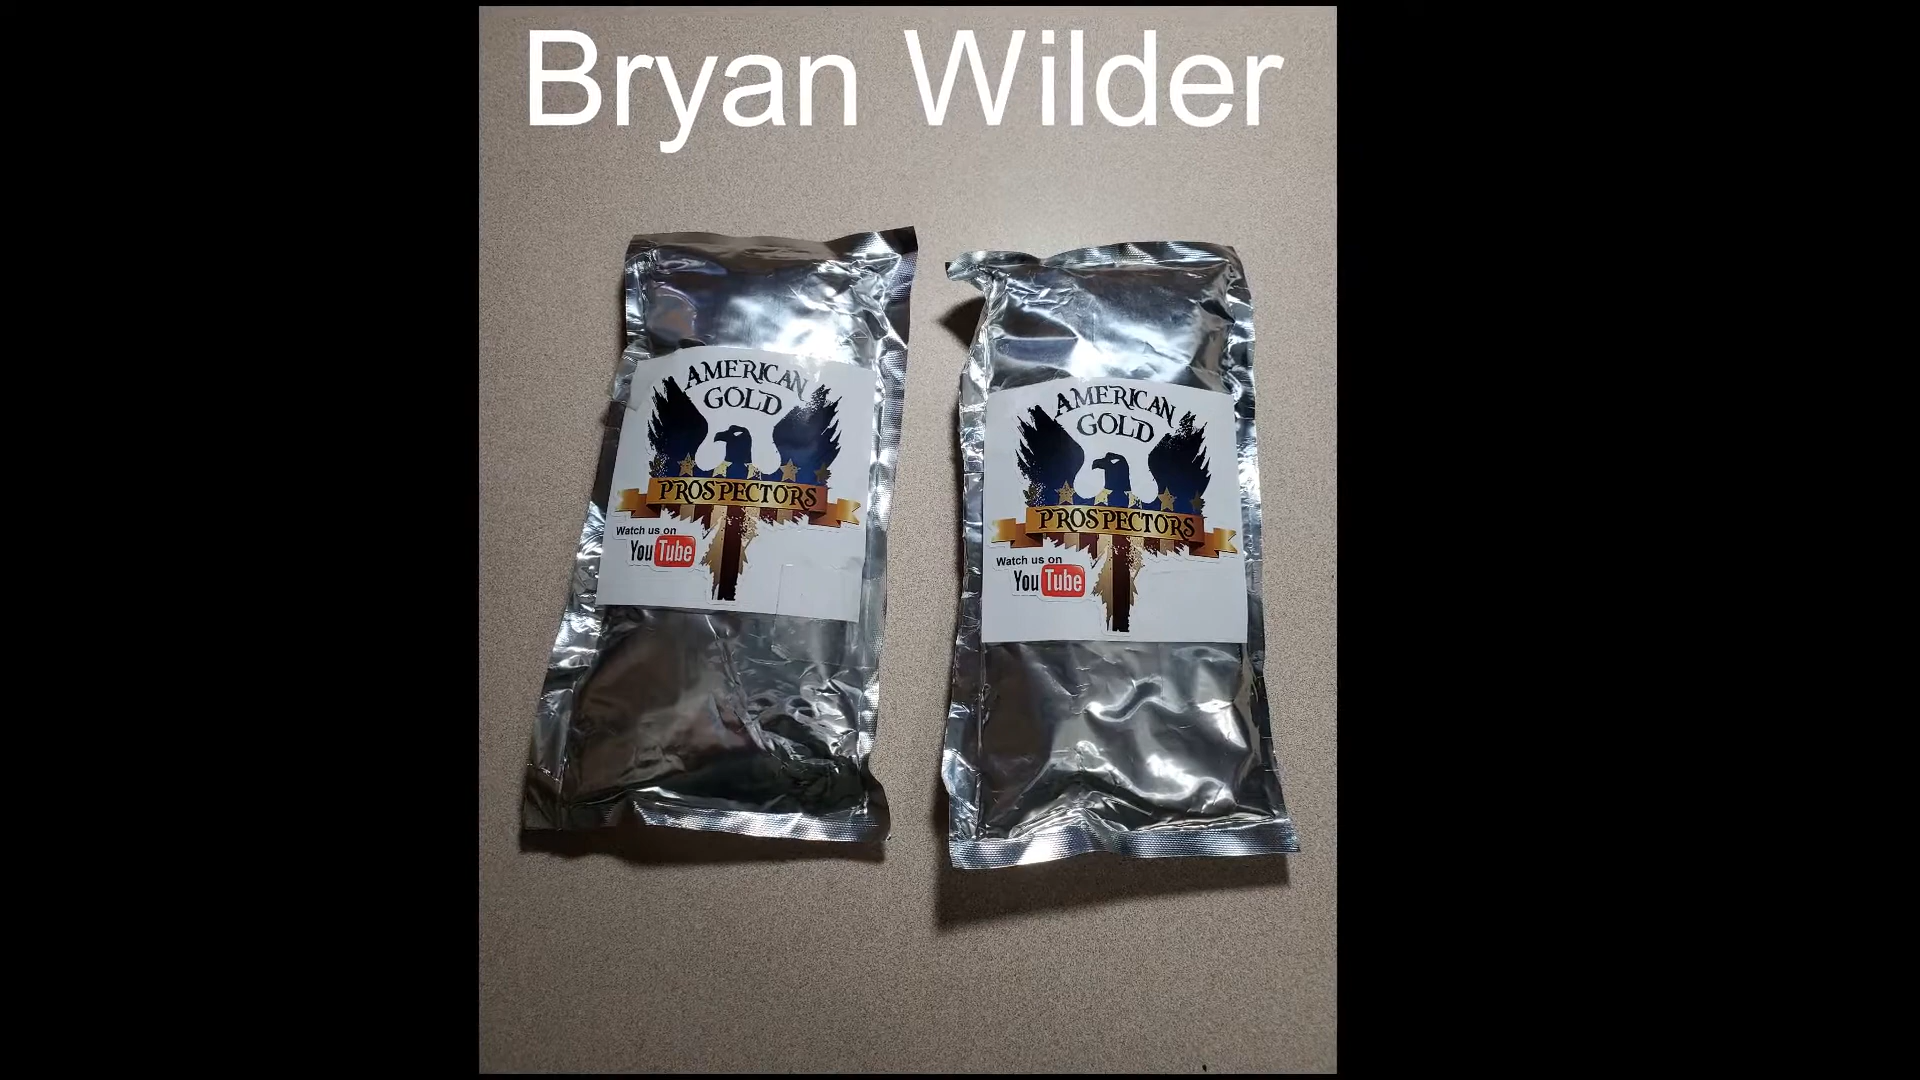 Bryan Wilder
AMERICAN
GOLD
PROSPECTORS
Watch us on
YouTube
AMERICAN
GOLD
PROSPECTORS
Watch us on
YouTube